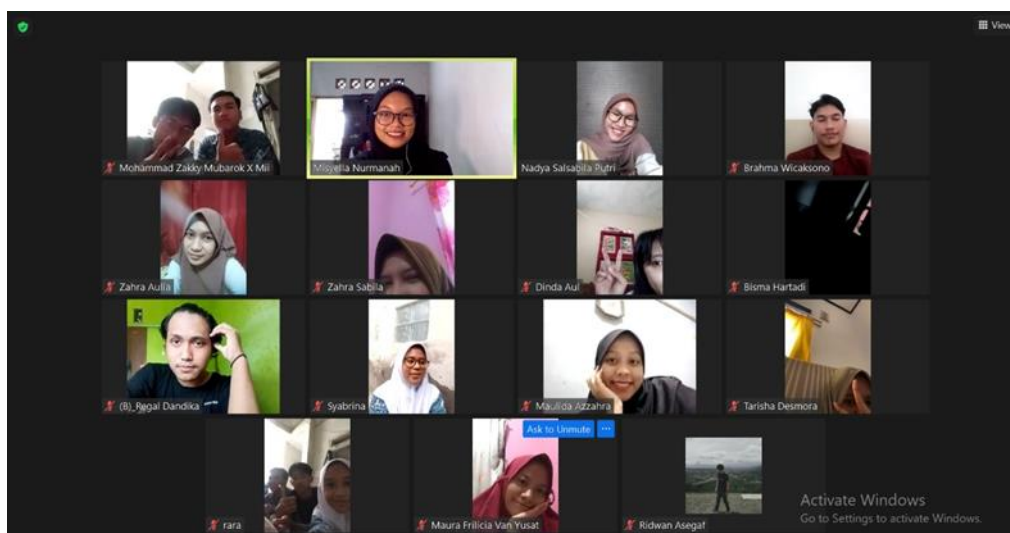 View
Mohammad Zakky Mubarok X Mii
Misyella Nurmanah
Nadya Salsabila Putri
Brahma Wicaksono
Zahra Aulia
Zahra Sabila
Dinda Aul
Bisma Hartadi
(B)_Regal Dandika
Syabrina
Maulida Azzahra
Tarisha Desmora
Ask to Unmute ...
rara
Maura Frilicia Van Yusat
Ridwan Asegaf
Activate Windows
Go to Settings to activate Windows.